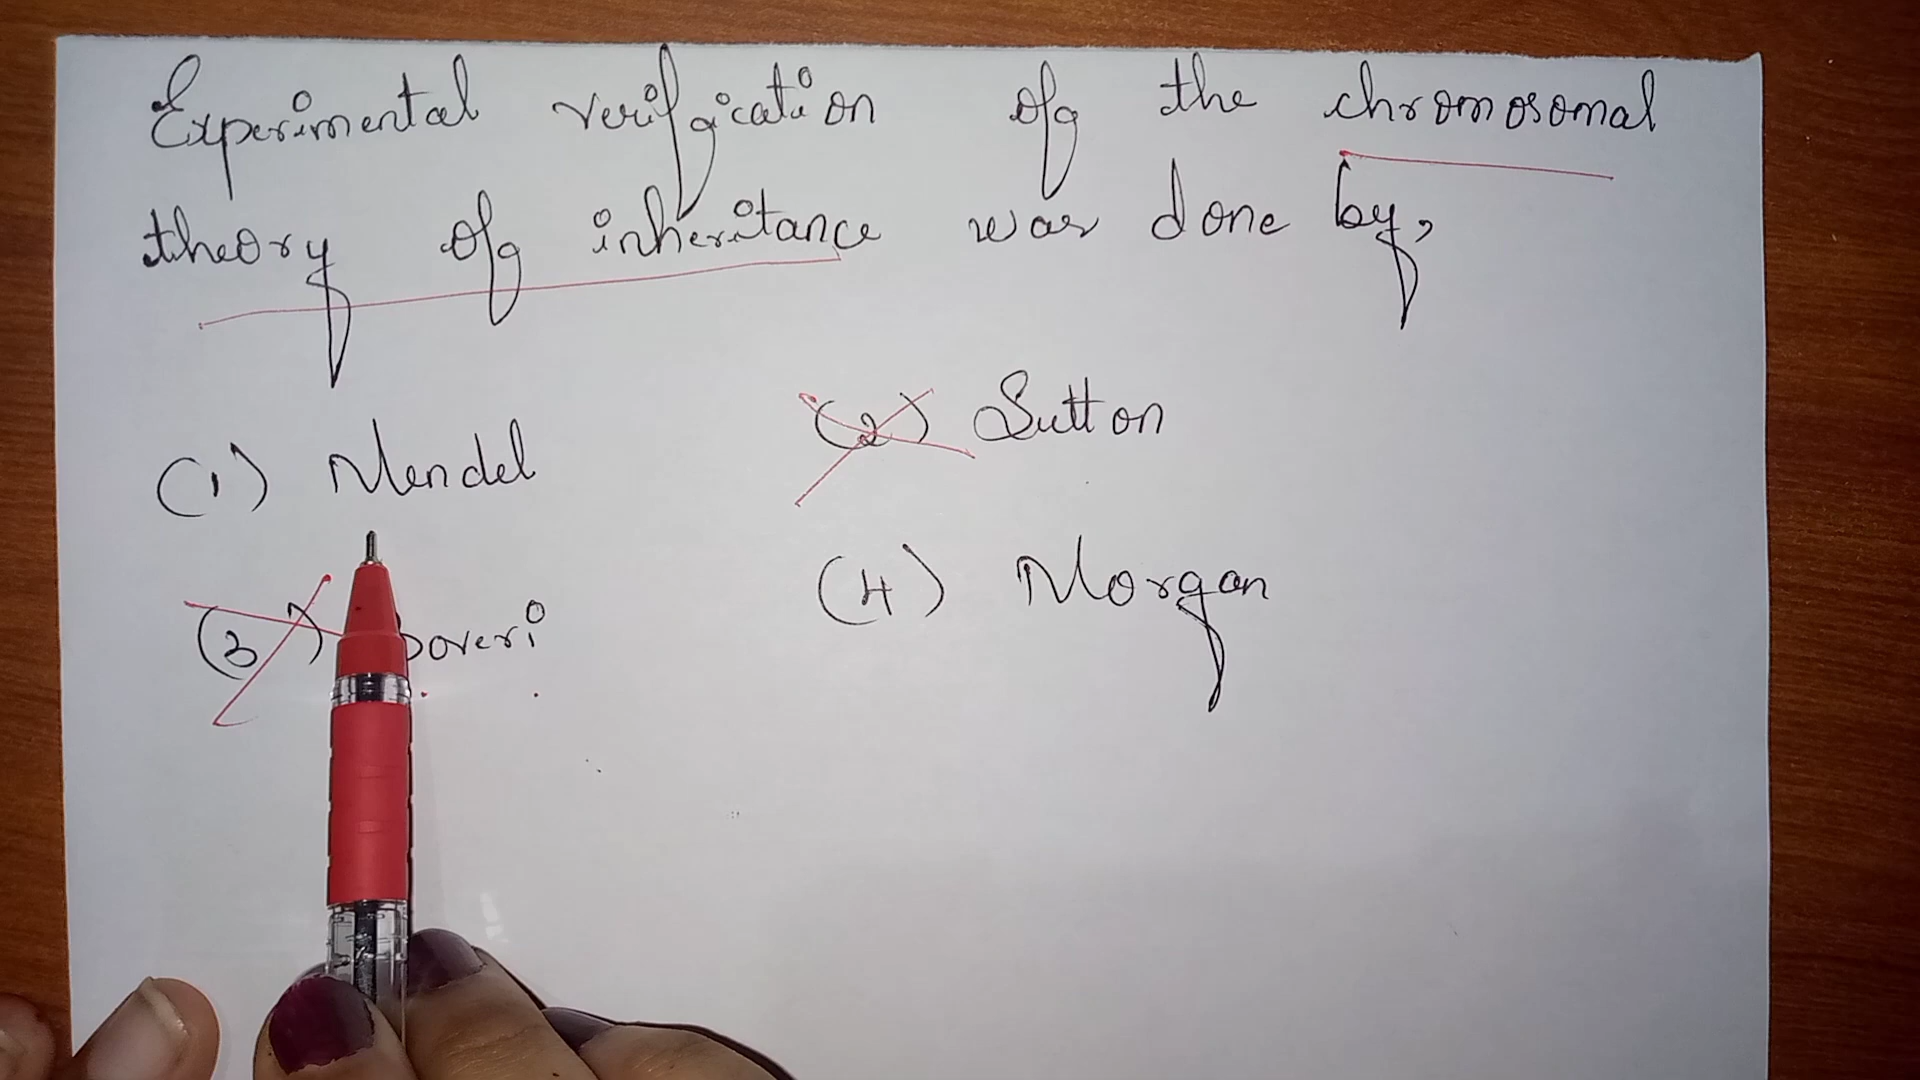 Experimental verification of the chromosomal
theory of inheritance was done by,
(1) Mendel
(2) Sutton
(3) Boveri
(4) Morgan